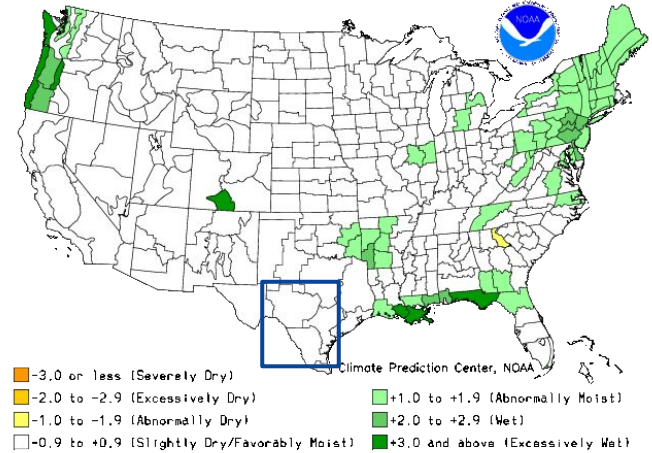 NOAA
Climate Prediction Center, NOAA
-3.0 or less (Severely Dry)
-2.0 to -2.9 (Excessively Dry)
-1.0 to -1.9 (Abnormally Dry)
-0.9 to +0.9 (Slightly Dry/Favorably Moist)
+1.0 to +1.9 (Abnormally Moist)
+2.0 to +2.9 (Wet)
+3.0 and above (Excessively Wet)